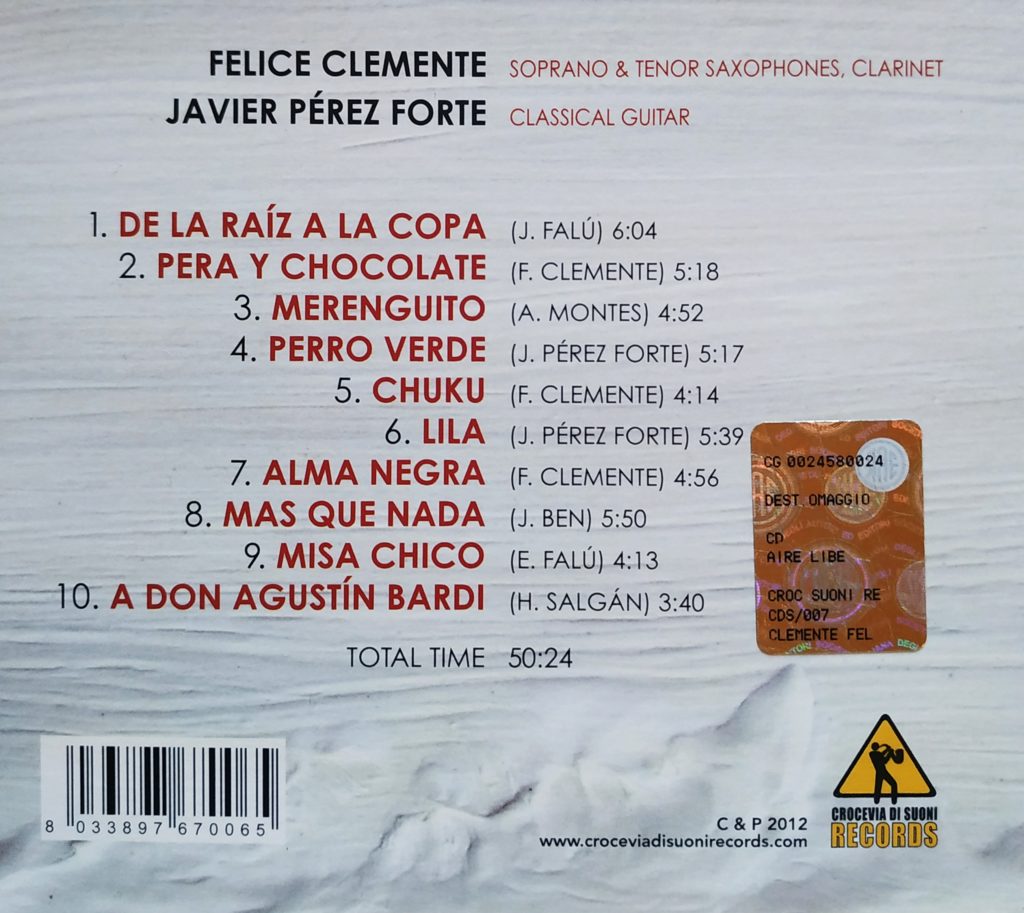 FELICE CLEMENTE SOPRANO & TENOR SAXOPHONES, CLARINET
JAVIER PÉREZ FORTE CLASSICAL GUITAR
1. DE LA RAÍZ A LA COPA (J. FALÚ) 6:04
2. PERA Y CHOCOLATE (F. CLEMENTE) 5:18
3. MERENGUITO (A. MONTES) 4:52
4. PERRO VERDE (J. PÉREZ FORTE) 5:17
5. CHUKU (F. CLEMENTE) 4:14
6. LILA (J. PÉREZ FORTE) 5:39
7. ALMA NEGRA (F. CLEMENTE) 4:56
8. MAS QUE NADA (J. BEN) 5:50
9. MISA CHICO (E. FALÚ) 4:13
10. A DON AGUSTÍN BARDI (H. SALGÁN) 3:40
TOTAL TIME 50:24
CG 0024580024
DEST.OMAGGIO
CD
AIRE LIBE
CROC SUONI RE
CDS/007
CLEMENTE FEL
8 033897 670065
C & P 2012
www.croceviadisuonirecords.com
CROCEVIA DI SUONI
RECORDS